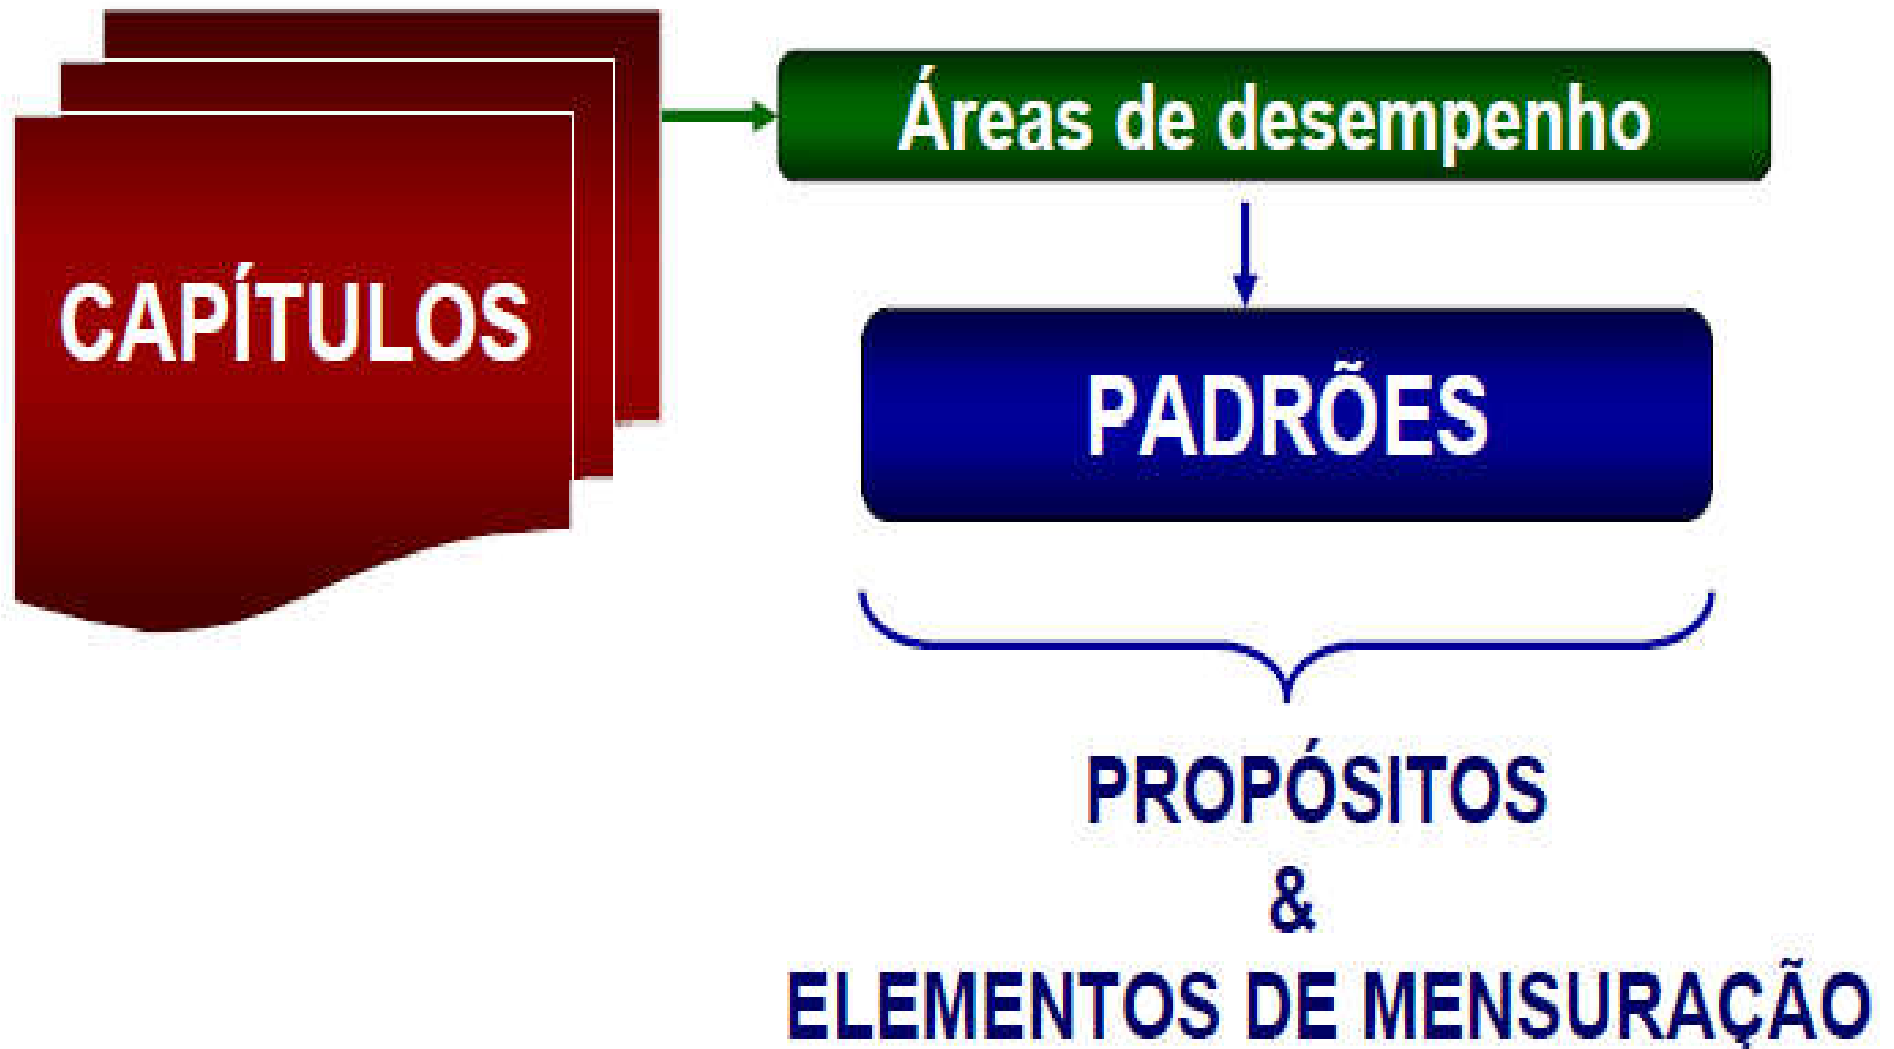 CAPÍTULOS
Áreas de desempenho
PADRÕES
PROPÓSITOS
&
ELEMENTOS DE MENSURAÇÃO